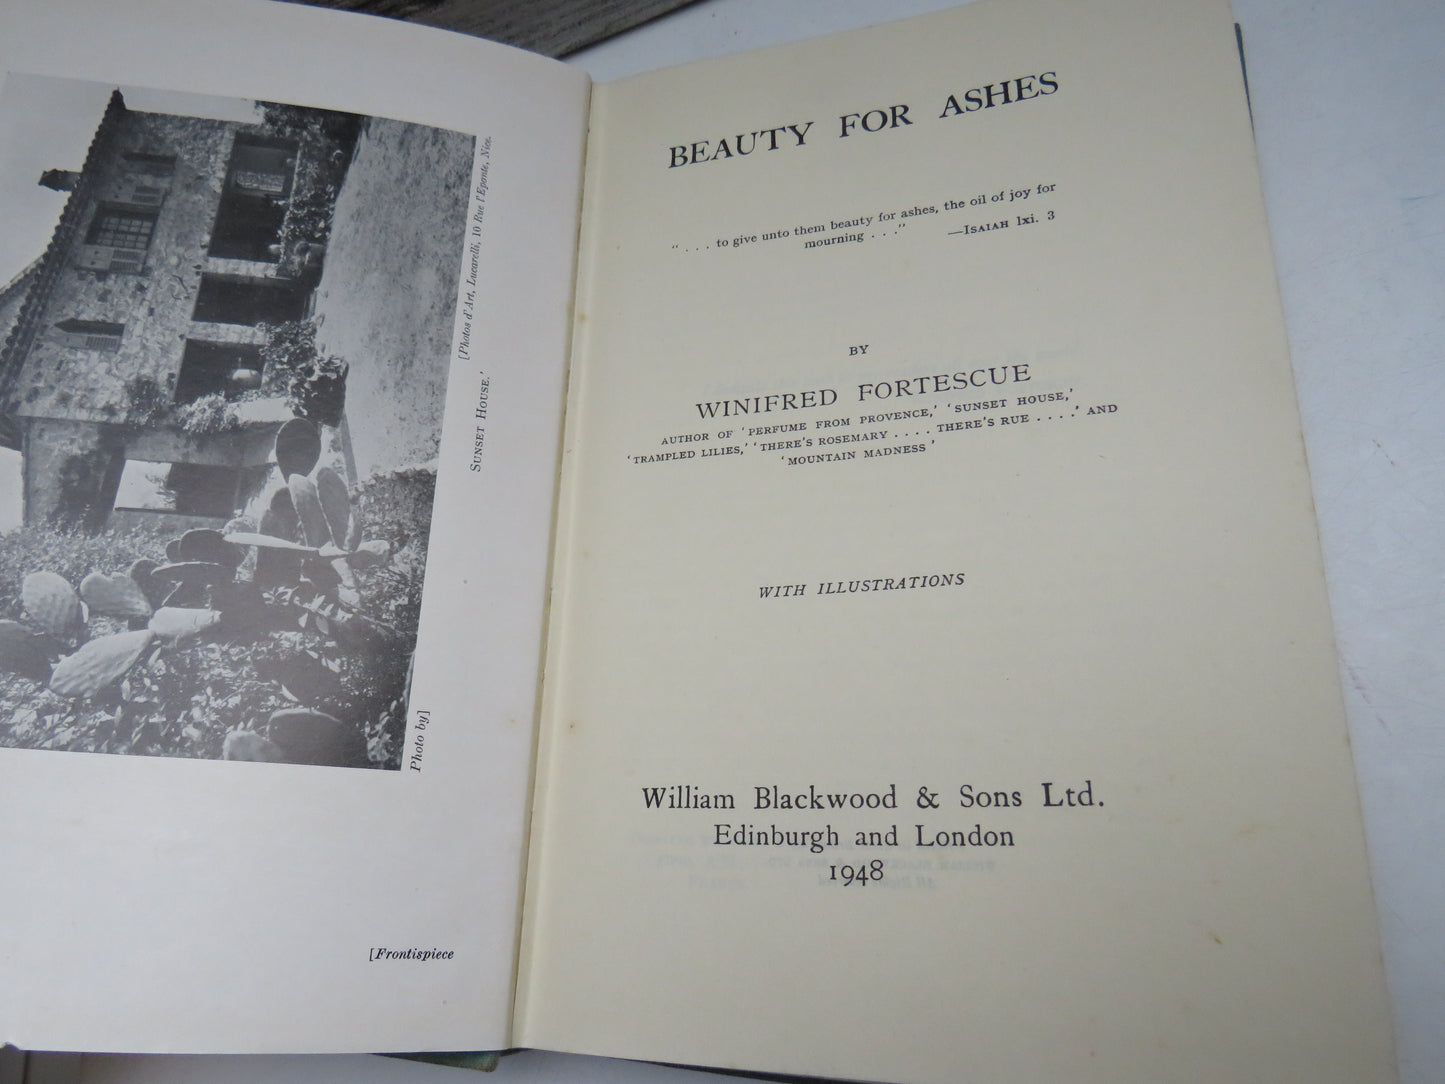 [Photos d'Art, Lucarelli, 10 Rue l'Eponte, Nice.
Photo by]
SUNSET HOUSE.'
[Frontispiece
BEAUTY FOR ASHES
“ . . . to give unto them beauty for ashes, the oil of joy for
mourning . . .”
—ISAIAH lxi. 3
BY
WINIFRED FORTESCUE
AUTHOR OF ‘PERFUME FROM PROVENCE,’ ‘SUNSET HOUSE,’
‘TRAMPLED LILIES,’ ‘THERE’S ROSEMARY . . . . THERE’S RUE . . . .’ AND
‘MOUNTAIN MADNESS’
WITH ILLUSTRATIONS
William Blackwood & Sons Ltd.
Edinburgh and London
1948